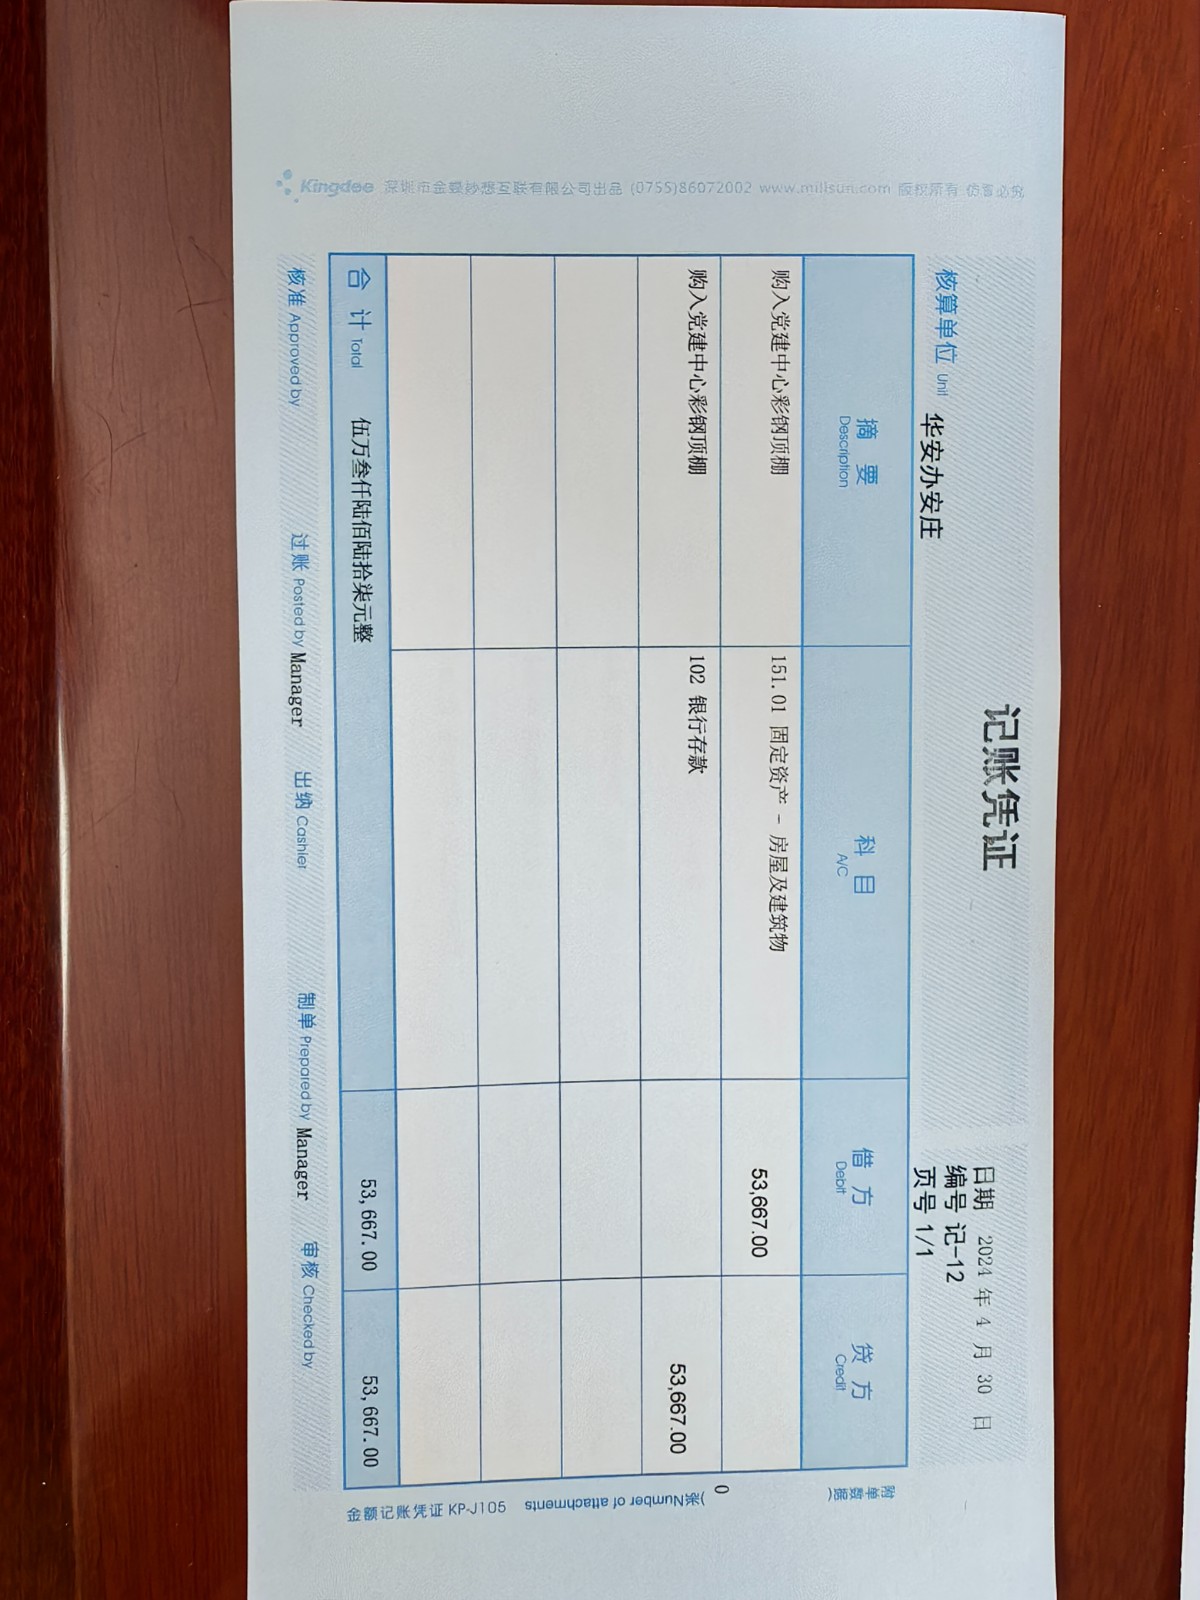 记账凭证
日期 2024 年 4 月 30 日
编号 记-12
核算单位 Unit 华安办安庄
页号 1/1
摘 要 科 目 借 方 贷 方
Description A/C Debit Credit
购入党建中心彩钢顶棚 151.01 固定资产 - 房屋及建筑物 53,667.00
购入党建中心彩钢顶棚 102 银行存款 53,667.00
合 计 Total 伍万叁仟陆佰陆拾柒元整 53,667.00 53,667.00
核准 Approved by 过账 Posted by Manager 出纳 Cashier 制单 Prepared by Manager 审核 Checked by
附单数据(
0
张Number of attachments)
金额记账凭证 KP-J105
Kingdee 深圳市金蝶妙想互联有限公司出品 (0755)86072002 www.millsun.com 版权所有 仿冒必究